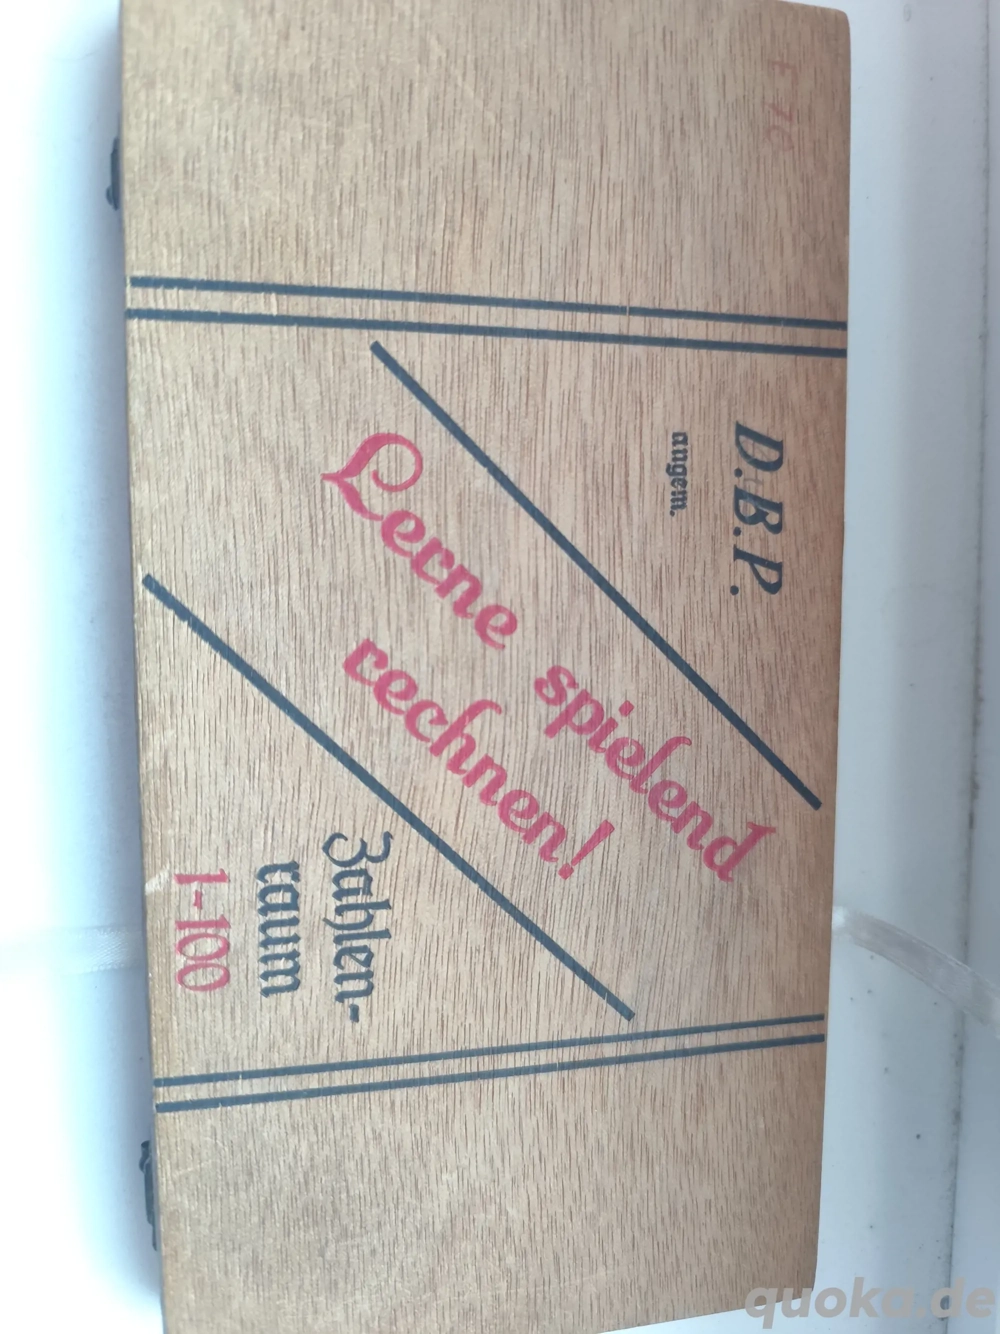 D.B.P.
angem.
Lerne spielend
rechnen!
Zahlen-
raum
1-100
quoka.de